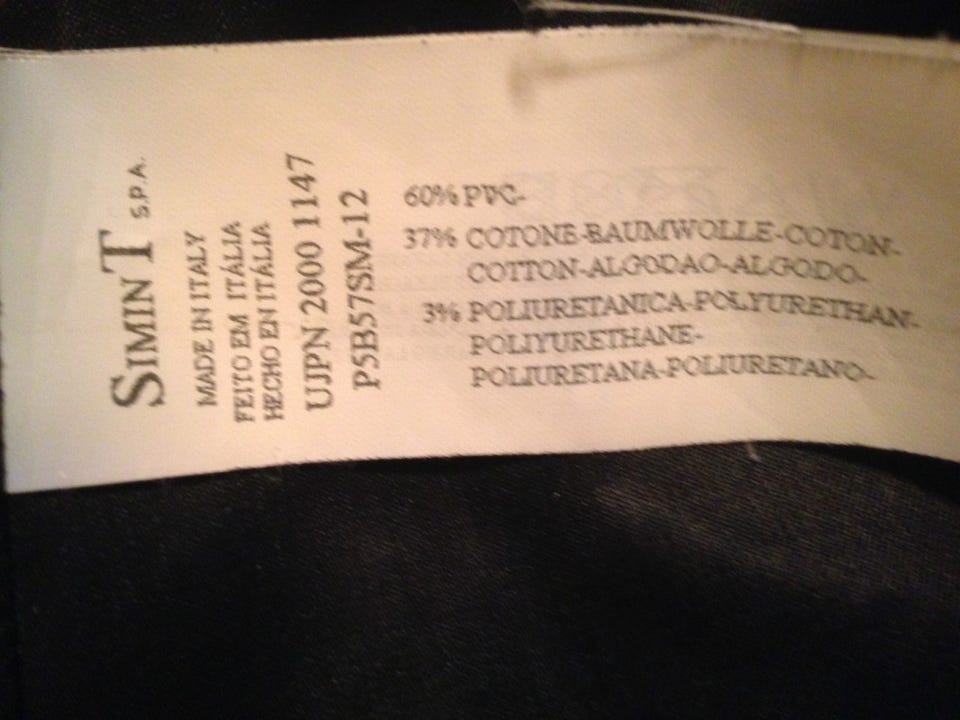 SIMINT S.P.A.
MADE IN ITALY
FEITO EM ITÁLIA
HECHO EN ITÁLIA
UJPN 2000 1147
P5B57SM-12
60% PVC-
37% COTONE-BAUMWOLLE-COTON-
COTTON-ALGODAO-ALGODO-
3% POLIURETANICA-POLYURETHAN-
POLIYURETHANE-
POLIURETANA-POLIURETANO-